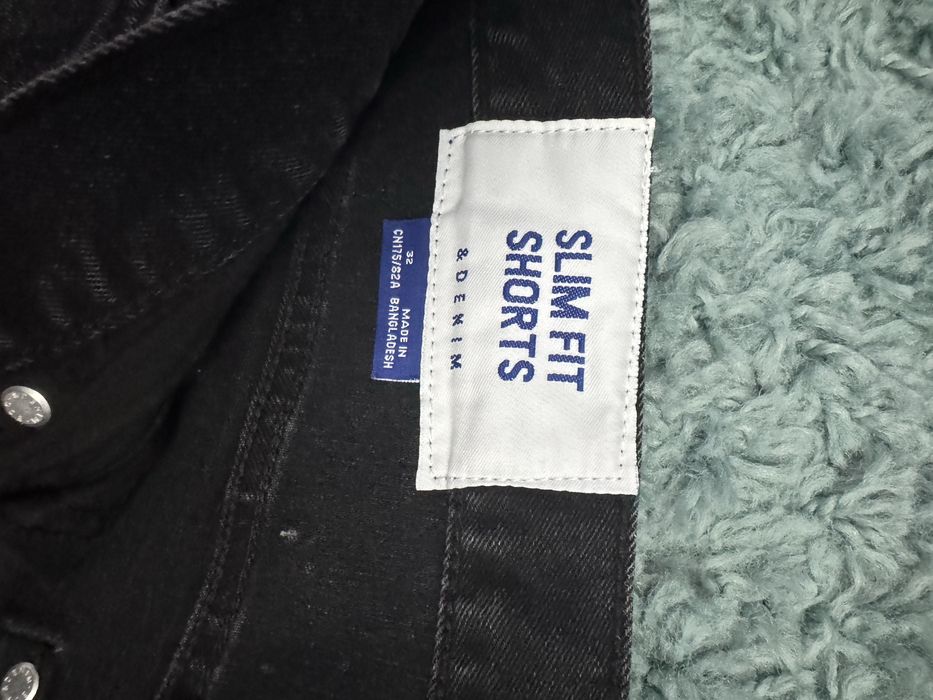 SLIM FIT
SHORTS
& DENIM
32
CN175/82A
MADE IN
BANGLADESH